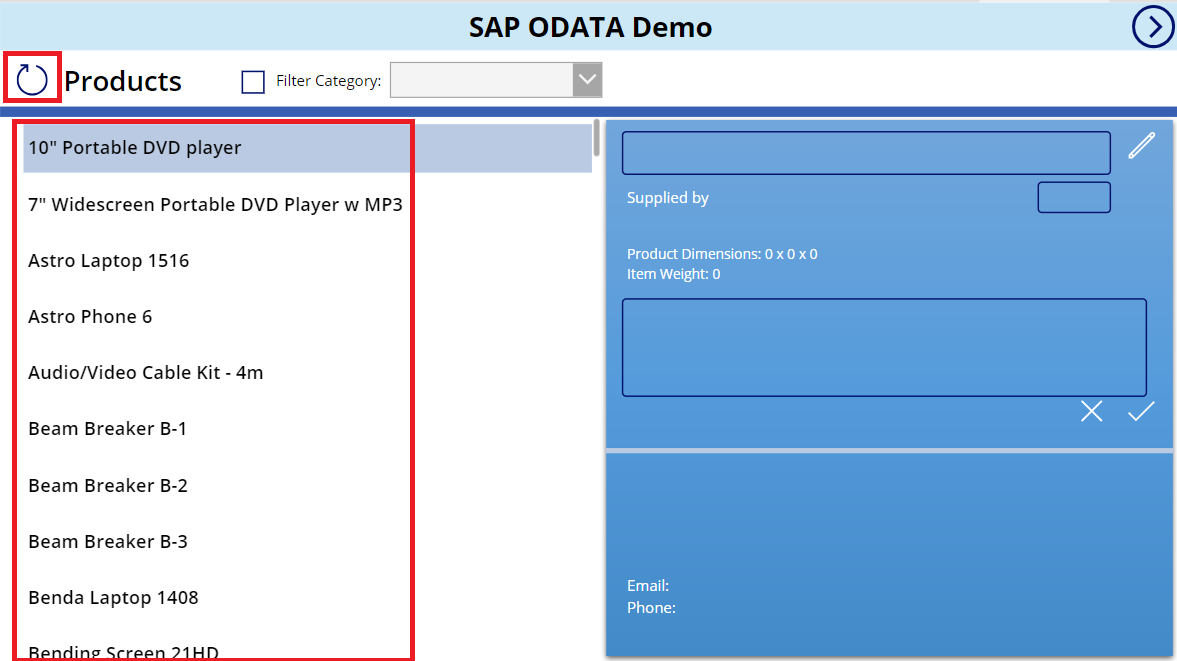 SAP ODATA Demo
Products
Filter Category:
10" Portable DVD player
7" Widescreen Portable DVD Player w MP3
Astro Laptop 1516
Astro Phone 6
Audio/Video Cable Kit - 4m
Beam Breaker B-1
Beam Breaker B-2
Beam Breaker B-3
Benda Laptop 1408
Bending Screen 21HD
Supplied by
Product Dimensions: 0 x 0 x 0
Item Weight: 0
Email:
Phone: